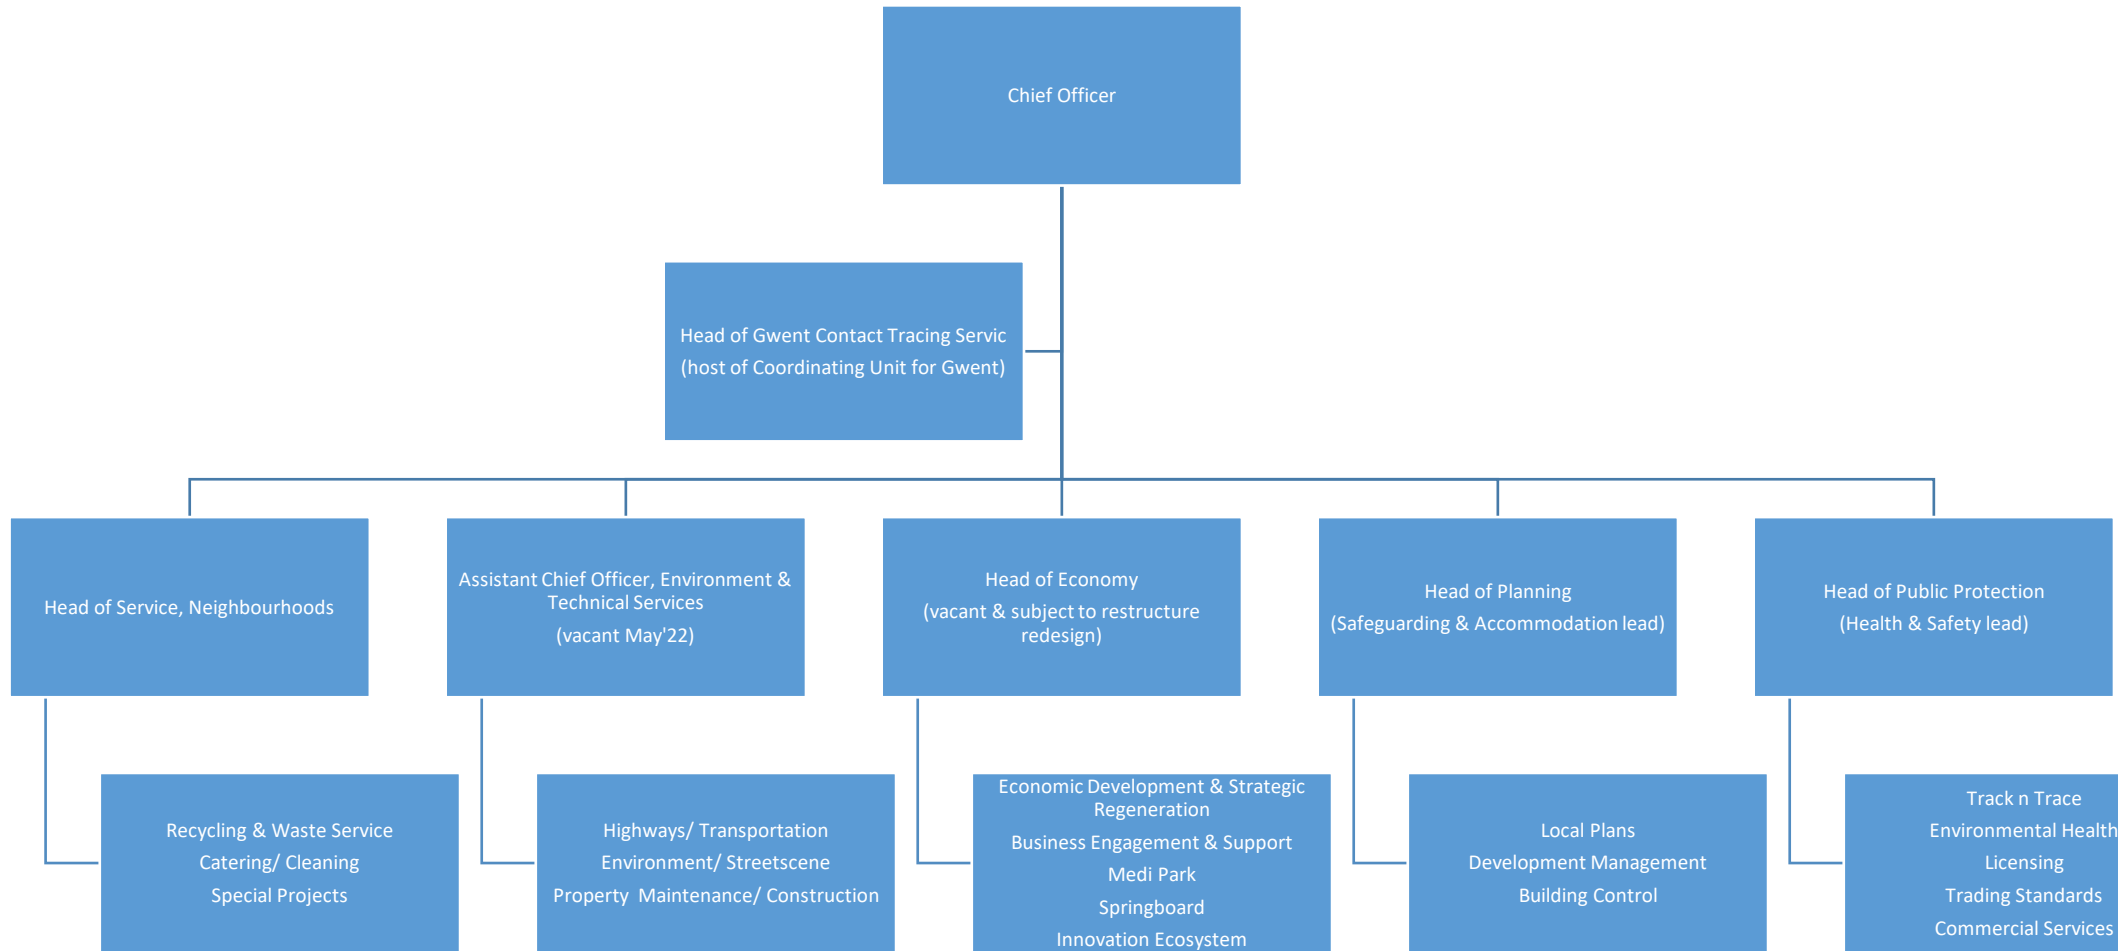 Chief Officer
Head of Gwent Contact Tracing Servic
(host of Coordinating Unit for Gwent)
Head of Service, Neighbourhoods
Assistant Chief Officer, Environment &
Technical Services
(vacant May'22)
Head of Economy
(vacant & subject to restructure
redesign)
Head of Planning
(Safeguarding & Accommodation lead)
Head of Public Protection
(Health & Safety lead)
Recycling & Waste Service
Catering/ Cleaning
Special Projects
Highways/ Transportation
Environment/ Streetscene
Property Maintenance/ Construction
Economic Development & Strategic
Regeneration
Business Engagement & Support
Medi Park
Springboard
Innovation Ecosystem
Local Plans
Development Management
Building Control
Track n Trace
Environmental Health
Licensing
Trading Standards
Commercial Services